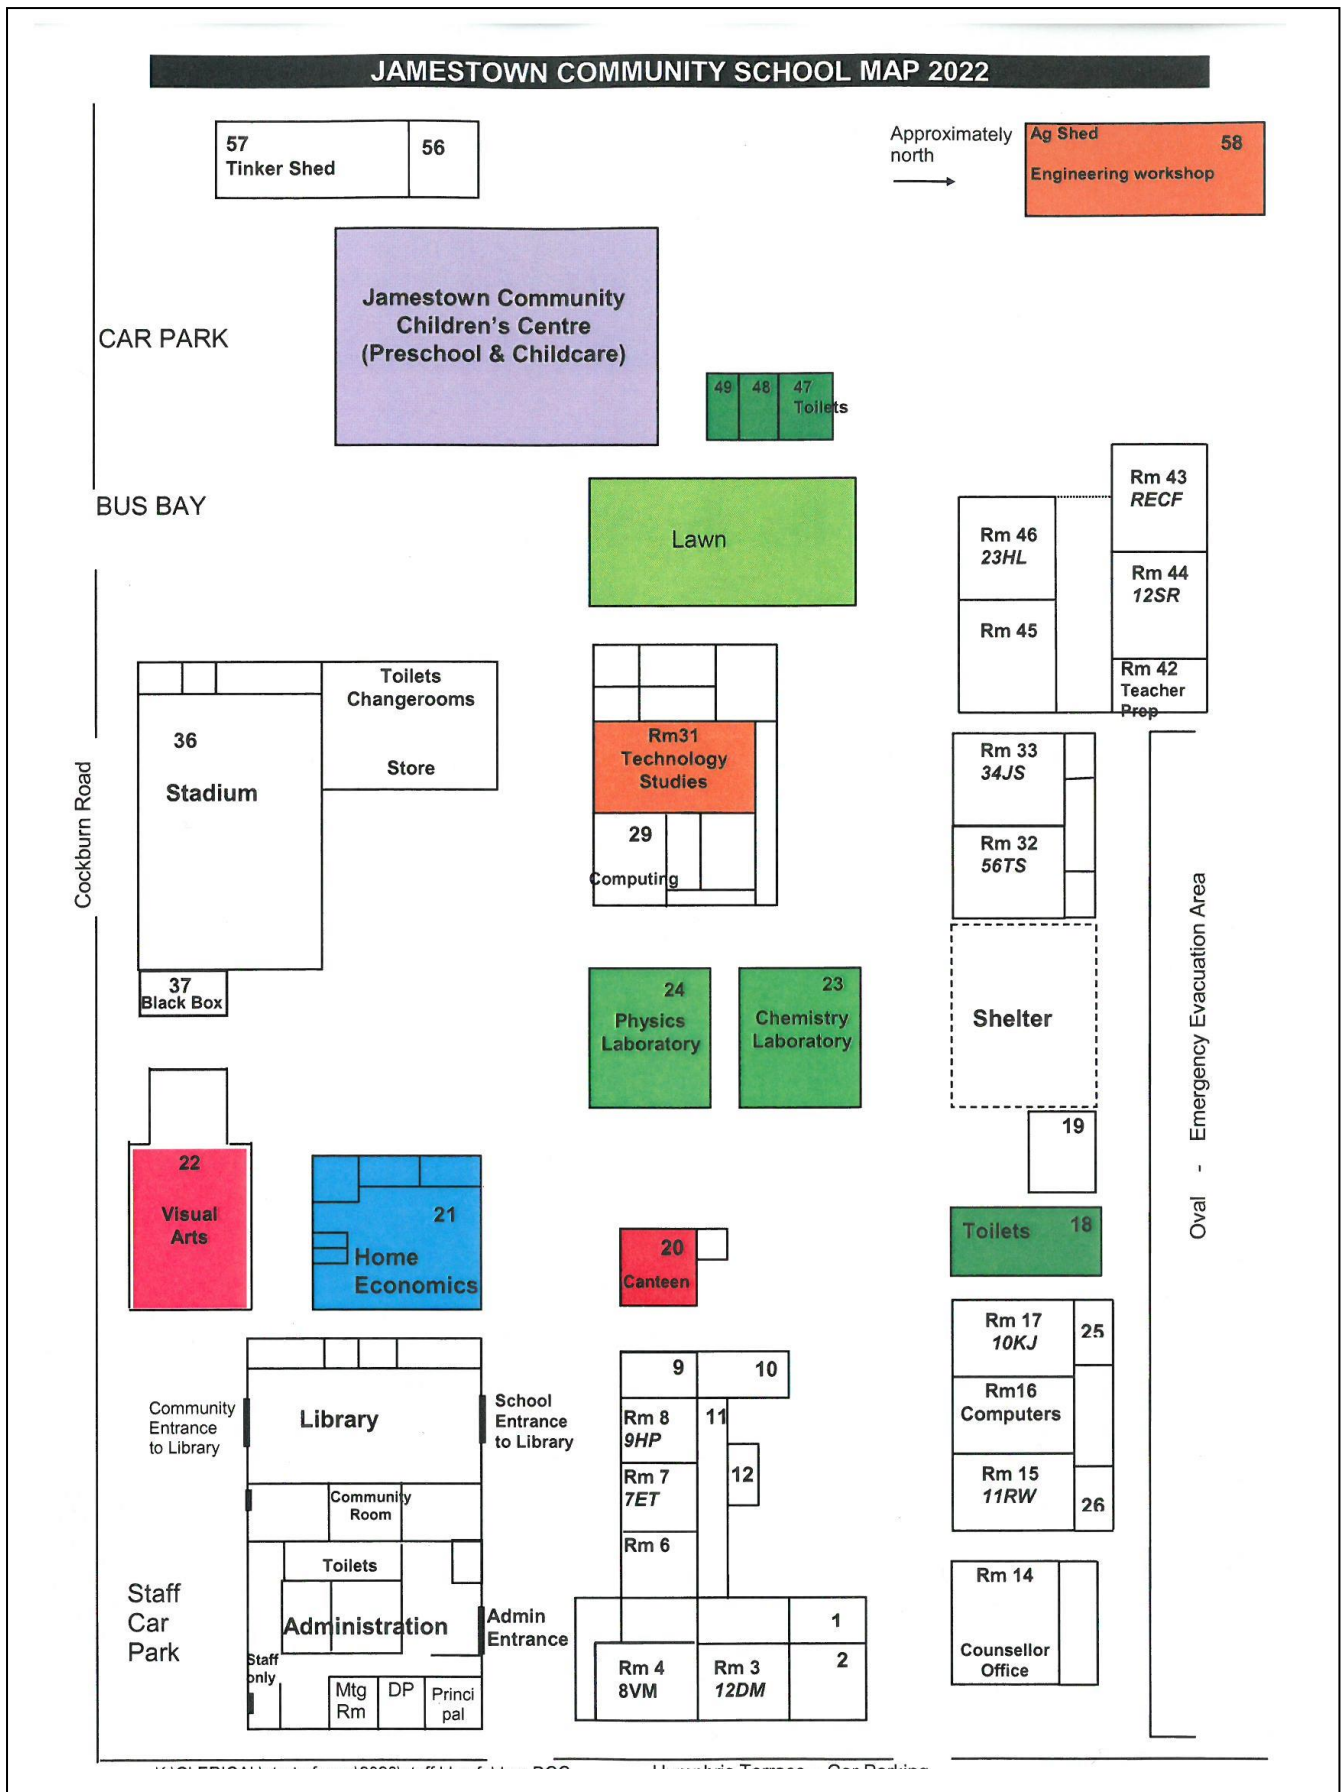 JAMESTOWN COMMUNITY SCHOOL MAP 2022
57
Tinker Shed
56
Approximately
north
Ag Shed
58
Engineering workshop
Jamestown Community
Children's Centre
(Preschool & Childcare)
CAR PARK
49
48
47
Toilets
BUS BAY
Lawn
Rm 43
RECF
Rm 46
23HL
Rm 44
12SR
Rm 45
Rm 42
Teacher
Prep
Toilets
Changerooms
Store
36
Stadium
Rm31
Technology
Studies
29
Computing
Rm 33
34JS
Rm 32
56TS
Cockburn Road
37
Black Box
24
Physics
Laboratory
23
Chemistry
Laboratory
Shelter
Oval - Emergency Evacuation Area
19
22
Visual
Arts
21
Home
Economics
20
Canteen
Toilets
18
Rm 17
10KJ
25
Rm16
Computers
Rm 15
11RW
26
Community
Entrance
to Library
Library
School
Entrance
to Library
9
10
Rm 8
9HP
11
Rm 7
7ET
12
Rm 6
Community
Room
Toilets
Staff
Car
Park
Administration
Admin
Entrance
Staff
only
Mtg
Rm
DP
Princi
pal
1
2
Rm 4
8VM
Rm 3
12DM
Rm 14
Counsellor
Office